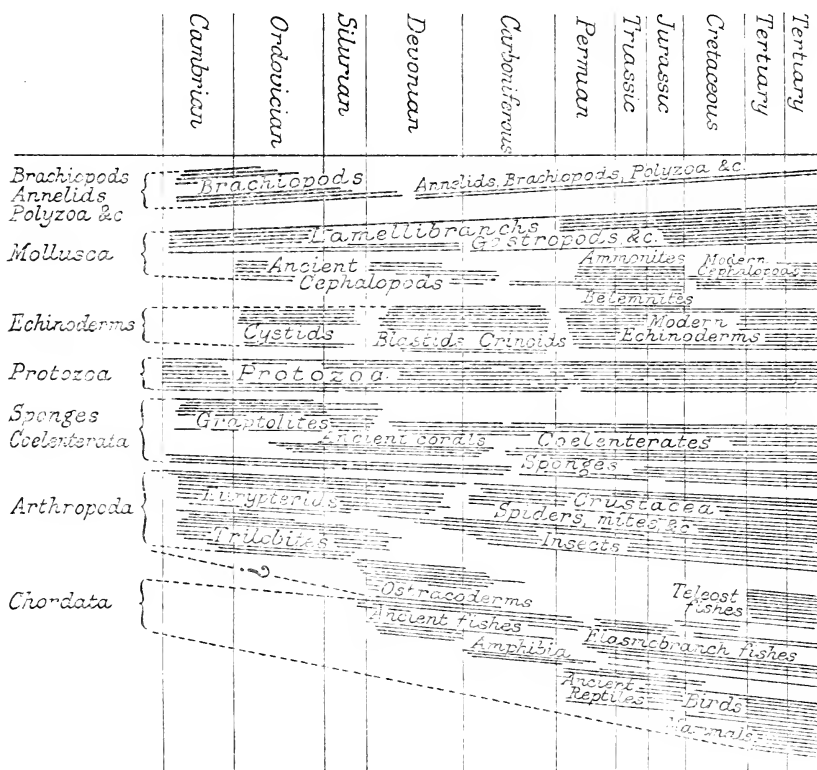 Cambrian
Ordovician
Silurian
Devonian
Carboniferous
Permian
Triassic
Jurassic
Cretaceous
Tertiary
Tertiary
Brachiopods
Annelids
Polyzoa &c
Brachiopods
Annelids, Brachiopods, Polyzoa &c.
Mollusca
Lamellibranchs
Gastropods, &c.
Ancient
Cephalopods
Ammonites
Belemnites
Modern
Cephalopods
Echinoderms
Cystids
Blastids
Crinoids
Modern
Echinoderms
Protozoa
Protozoa
Sponges
Coelenterata
Graptolites
Ancient corals
Coelenterates
Sponges
Arthropoda
Eurypterids
Trilobites
Crustacea
Spiders, mites, &c
Insects
?
Chordata
Ostracoderms
Ancient fishes
Amphibia
Teleost
fishes
Elasmobranch fishes
Ancient
Reptiles
Birds
Mammals